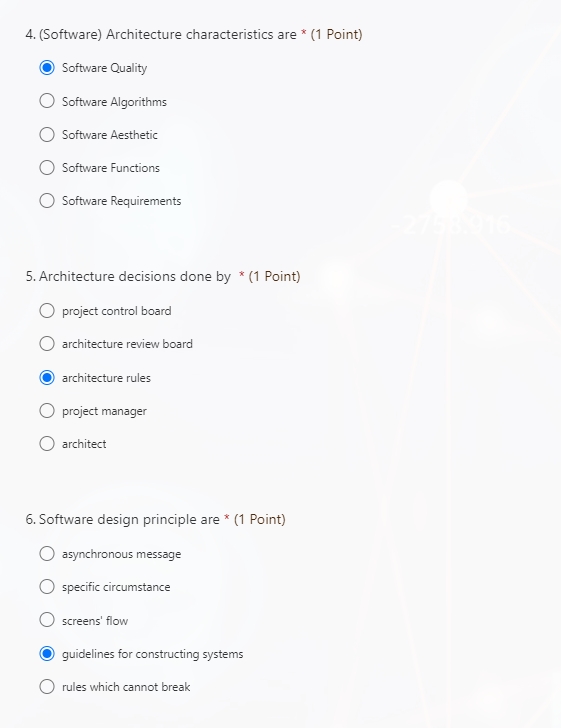 4. (Software) Architecture characteristics are * (1 Point)
Software Quality
Software Algorithms
Software Aesthetic
Software Functions
Software Requirements
5. Architecture decisions done by * (1 Point)
project control board
architecture review board
architecture rules
project manager
architect
6. Software design principle are * (1 Point)
asynchronous message
specific circumstance
screens' flow
guidelines for constructing systems
rules which cannot break